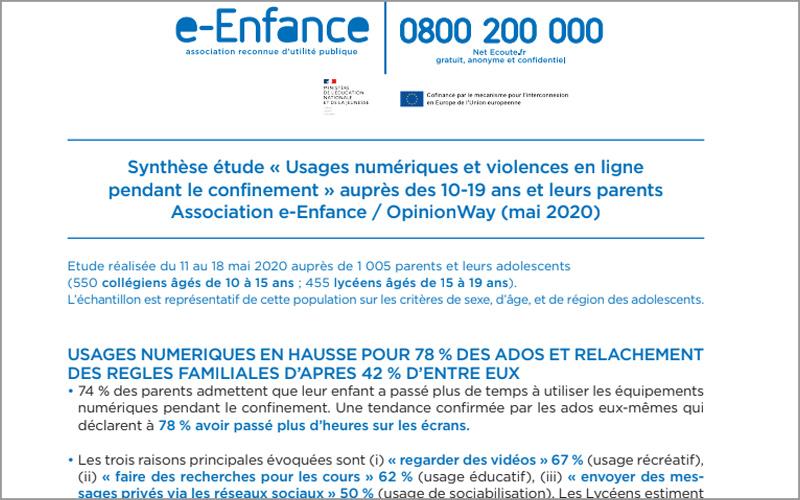 e-Enfance
association reconnue d'utilité publique
0800 200 000
Net Ecoute.fr
gratuit, anonyme et confidentiel
MINISTÈRE
DE L'ÉDUCATION
NATIONALE
ET DE LA JEUNESSE
Cofinancé par le mécanisme pour l'interconnexion
en Europe de l'Union européenne
Synthèse étude « Usages numériques et violences en ligne
pendant le confinement » auprès des 10-19 ans et leurs parents
Association e-Enfance / OpinionWay (mai 2020)
Etude réalisée du 11 au 18 mai 2020 auprès de 1 005 parents et leurs adolescents
(550 collégiens âgés de 10 à 15 ans ; 455 lycéens âgés de 15 à 19 ans).
L'échantillon est représentatif de cette population sur les critères de sexe, d'âge, et de région des adolescents.
USAGES NUMERIQUES EN HAUSSE POUR 78 % DES ADOS ET RELACHEMENT
DES REGLES FAMILIALES D'APRES 42 % D'ENTRE EUX
• 74 % des parents admettent que leur enfant a passé plus de temps à utiliser les équipements
numériques pendant le confinement. Une tendance confirmée par les ados eux-mêmes qui
déclarent à 78 % avoir passé plus d'heures sur les écrans.
• Les trois raisons principales évoquées sont (i) « regarder des vidéos » 67 % (usage récréatif),
(ii) « faire des recherches pour les cours » 62 % (usage éducatif), (iii) « envoyer des mes-
sages privés via les réseaux sociaux » 50 % (usage de sociabilisation). Les Lycéens estiment